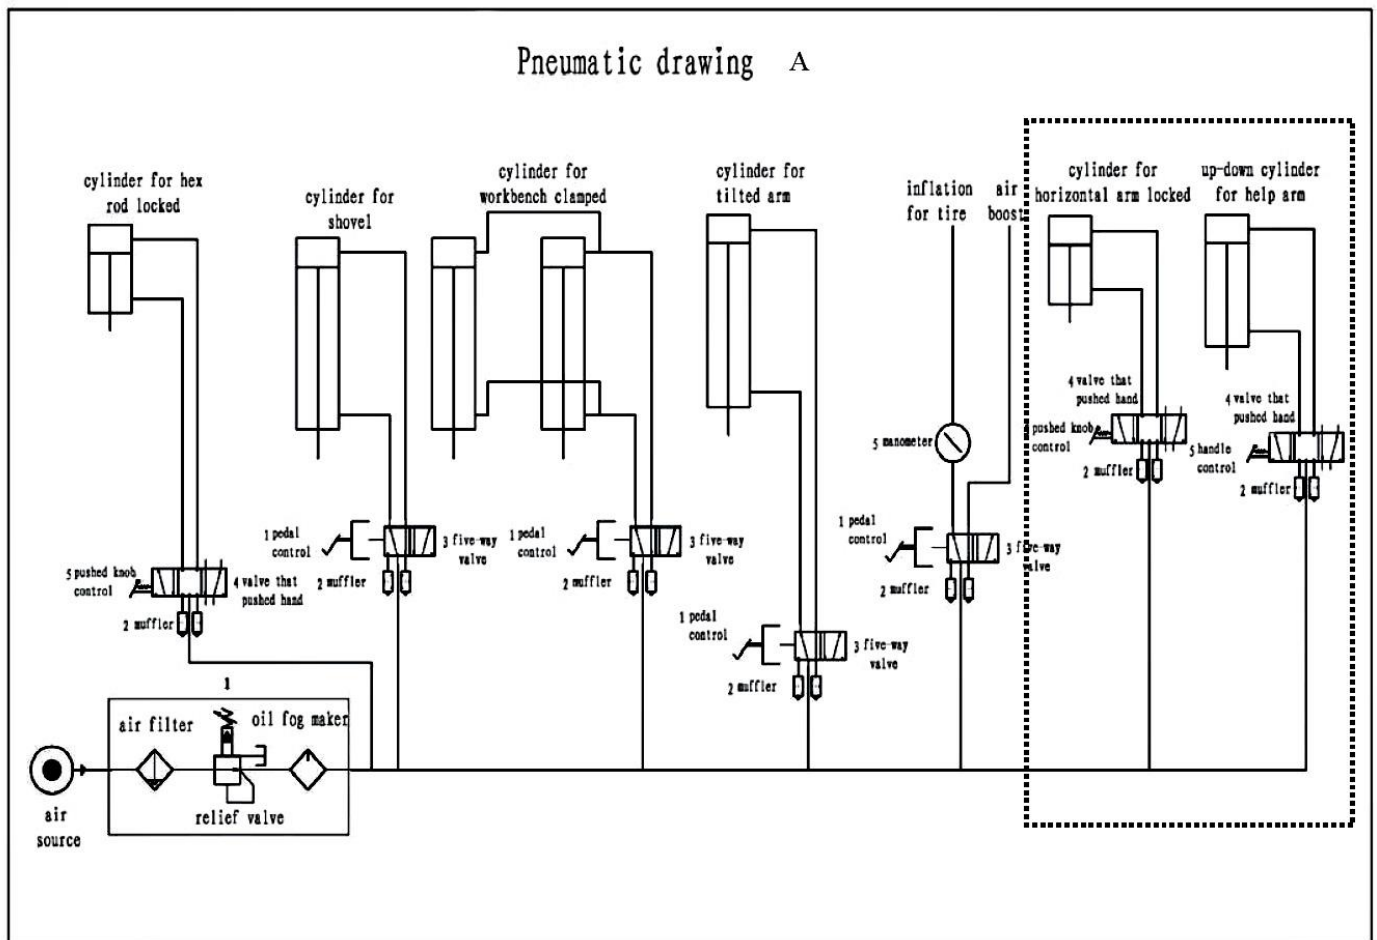 Pneumatic drawing A
cylinder for hex
rod locked
cylinder for
shovel
cylinder for
workbench clamped
cylinder for
tilted arm
inflation
for tire
air
boost
cylinder for
horizontal arm locked
up-down cylinder
for help arm
4 valve that
pushed hand
pushed knob
control
2 muffler
4 valve that
pushed hand
5 handle
control
2 muffler
5 manometer
1 pedal
control
3 five-way
valve
2 muffler
1 pedal
control
3 five-way
valve
2 muffler
1 pedal
control
3 five-way
valve
2 muffler
5 pushed knob
control
4 valve that
pushed hand
2 muffler
1 pedal
control
3 five-way
valve
2 muffler
1
air filter
oil fog maker
relief valve
air
source